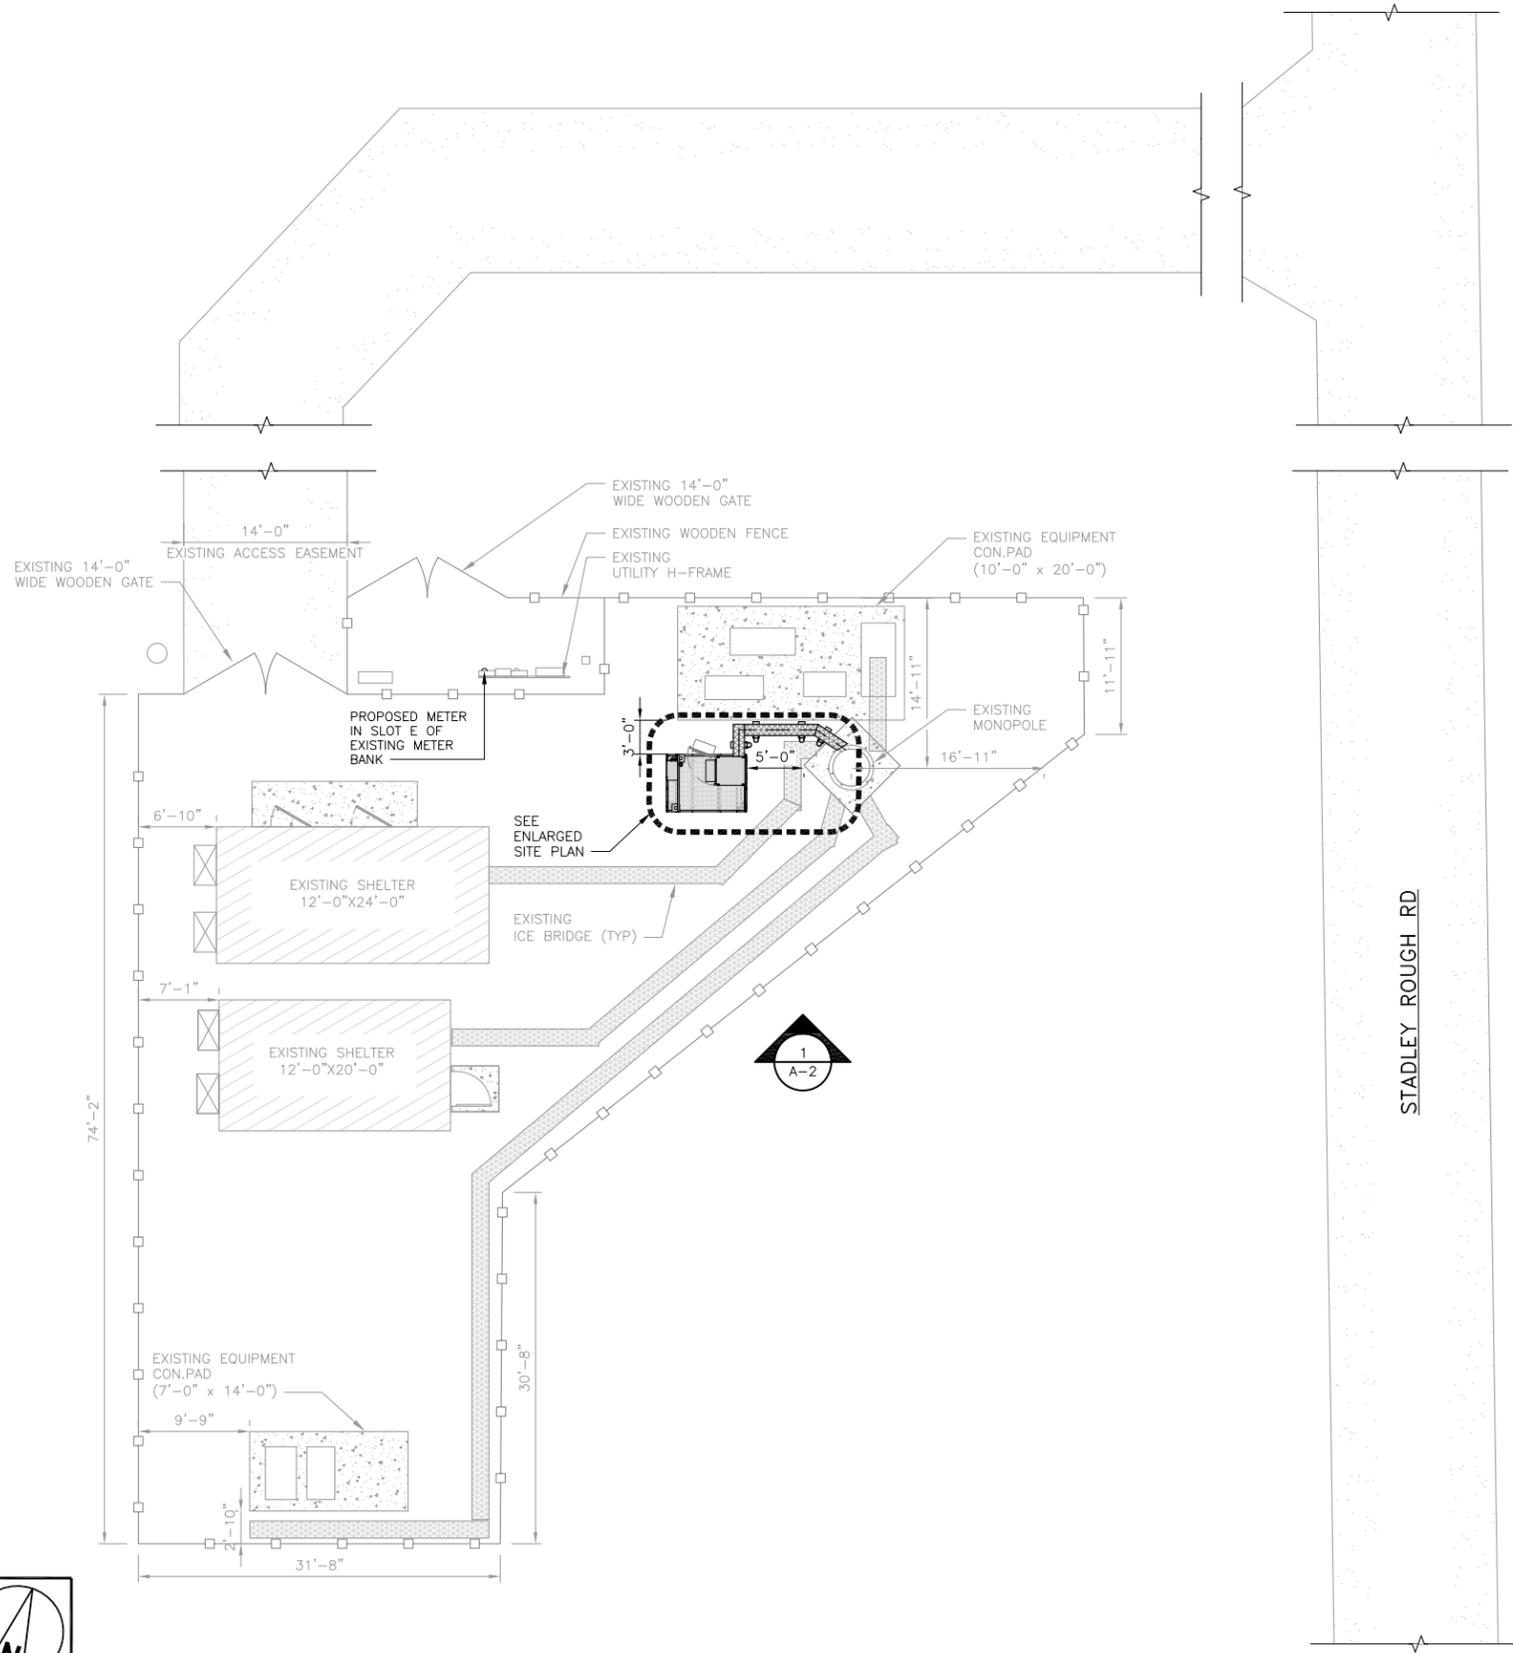 EXISTING 14'-0"
WIDE WOODEN GATE
EXISTING WOODEN FENCE
EXISTING
UTILITY H-FRAME
14'-0"
EXISTING ACCESS EASEMENT
EXISTING 14'-0"
WIDE WOODEN GATE
EXISTING EQUIPMENT
CON.PAD
(10'-0" x 20'-0")
14'-11"
11'-11"
PROPOSED METER
IN SLOT E OF
EXISTING METER
BANK
3'-0"
5'-0"
EXISTING
MONOPOLE
16'-11"
SEE
ENLARGED
SITE PLAN
6'-10"
EXISTING SHELTER
12'-0"X24'-0"
EXISTING
ICE BRIDGE (TYP)
7'-1"
EXISTING SHELTER
12'-0"X20'-0"
1
A-2
STADLEY ROUGH RD
74'-2"
30'-8"
EXISTING EQUIPMENT
CON.PAD
(7'-0" x 14'-0")
9'-9"
2'-10"
31'-8"
N